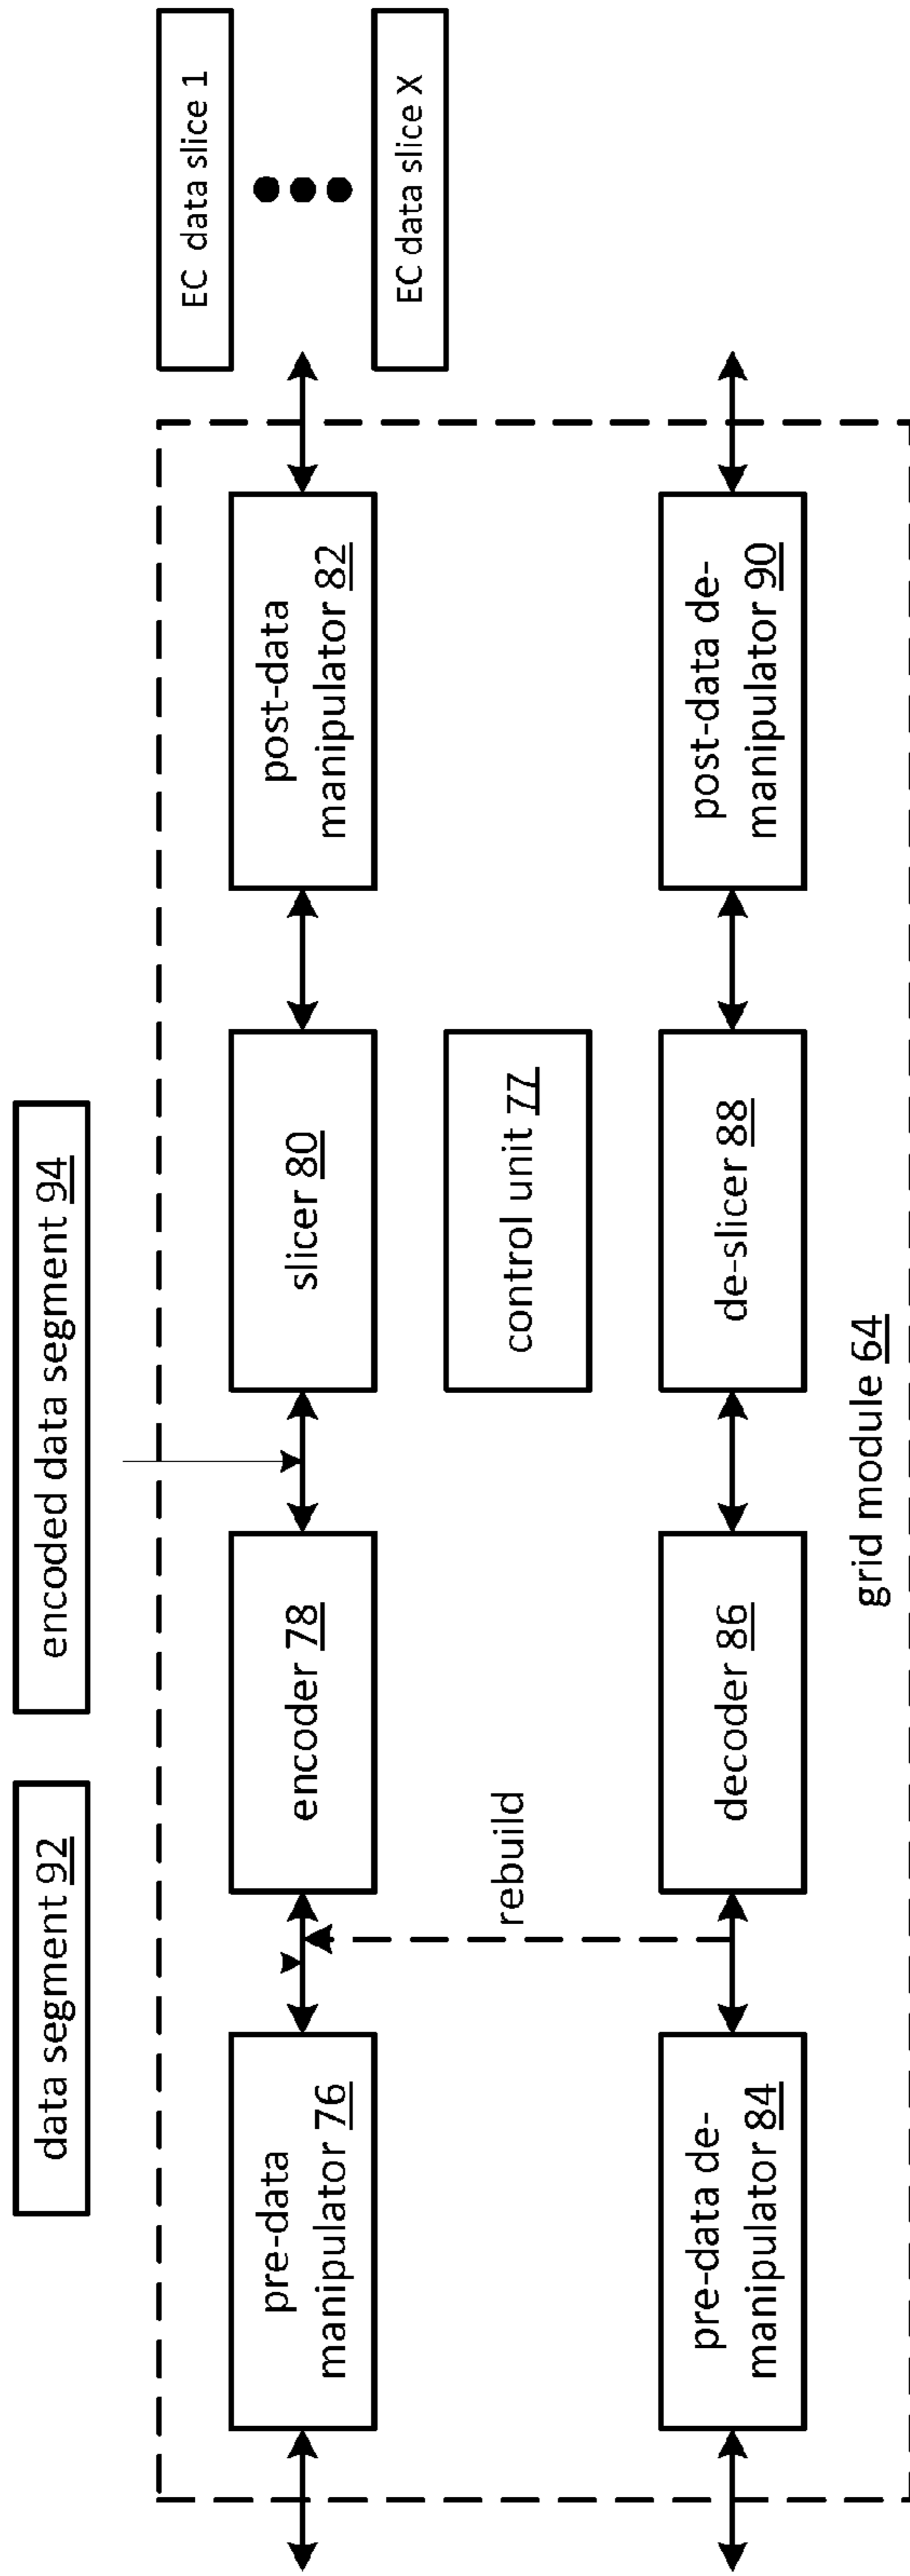 data segment 92
encoded data segment 94
pre-data
manipulator 76
encoder 78
slicer 80
post-data
manipulator 82
EC data slice 1
EC data slice X
rebuild
control unit 77
pre-data de-
manipulator 84
decoder 86
de-slicer 88
post-data de-
manipulator 90
grid module 64